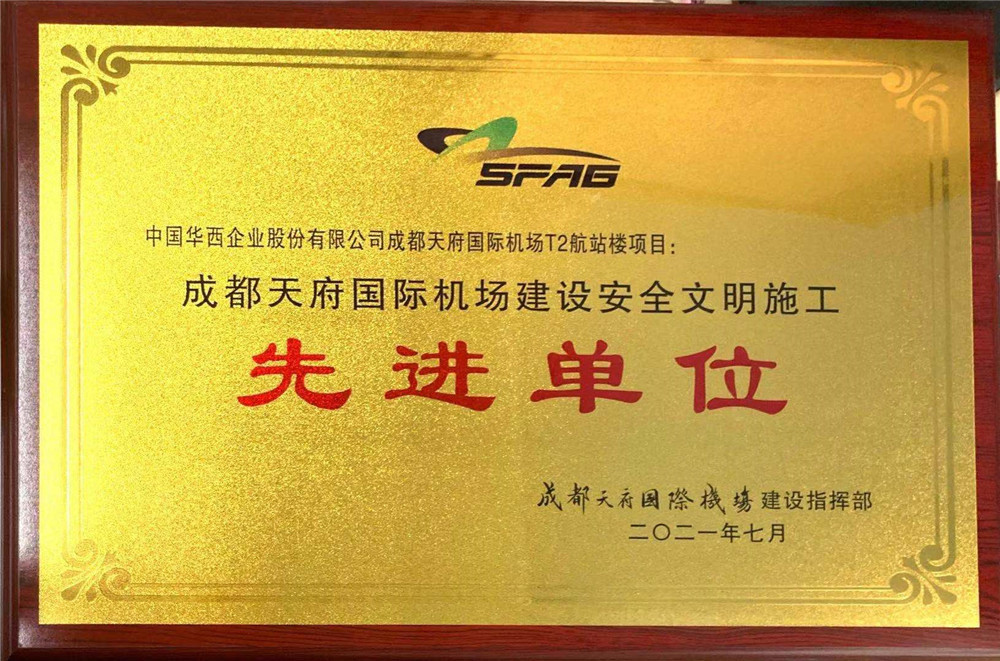 SFAG
中国华西企业股份有限公司成都天府国际机场T2航站楼项目：
成都天府国际机场建设安全文明施工
先进单位
成都天府国際機場建设指挥部
二〇二一年七月